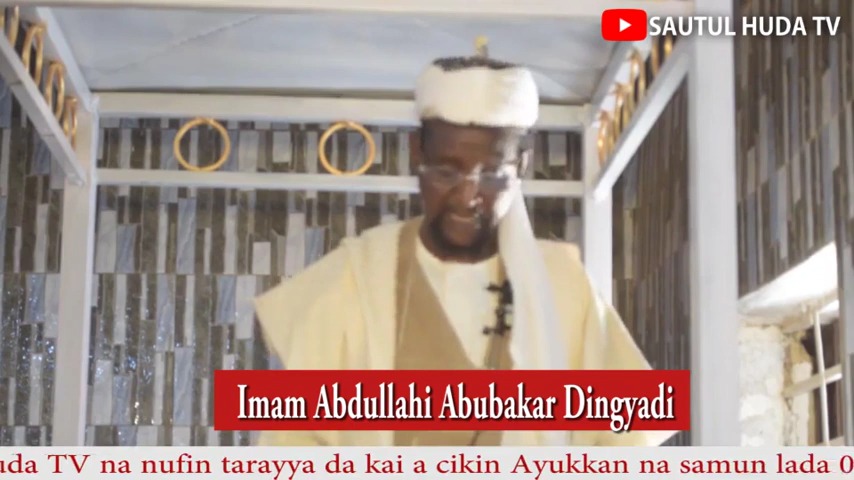 SAUTUL HUDA TV
Imam Abdullahi Abubakar Dingyadi
uda TV na nufin tarayya da kai a cikin Ayukkan na samun lada 0